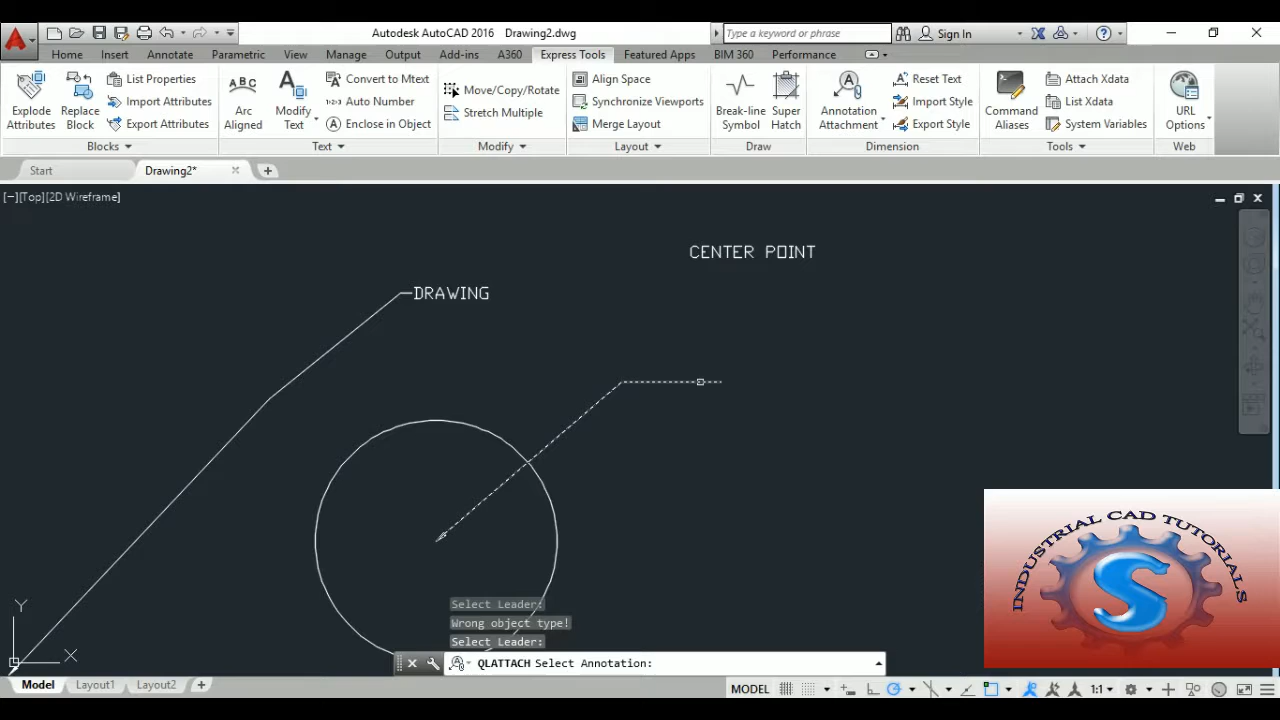 Autodesk AutoCAD 2016 Drawing2.dwg
Type a keyword or phrase
Sign In
Home Insert Annotate Parametric View Manage Output Add-ins A360 Express Tools Featured Apps BIM 360 Performance
Explode Attributes
Replace Block
List Properties
Import Attributes
Export Attributes
Blocks
Arc Aligned
Modify Text
Convert to Mtext
Auto Number
Enclose in Object
Text
Move/Copy/Rotate
Stretch Multiple
Modify
Align Space
Synchronize Viewports
Merge Layout
Layout
Break-line Symbol
Super Hatch
Draw
Annotation Attachment
Reset Text
Import Style
Export Style
Dimension
Command Aliases
Attach Xdata
List Xdata
System Variables
Tools
URL Options
Web
Start Drawing2*
[−][Top][2D Wireframe]
CENTER POINT
DRAWING
INDUSTRIAL CAD TUTORIALS
S
Y
X
Select Leader:
Wrong object type!
Select Leader:
QLATTACH Select Annotation:
Model Layout1 Layout2
MODEL 1:1